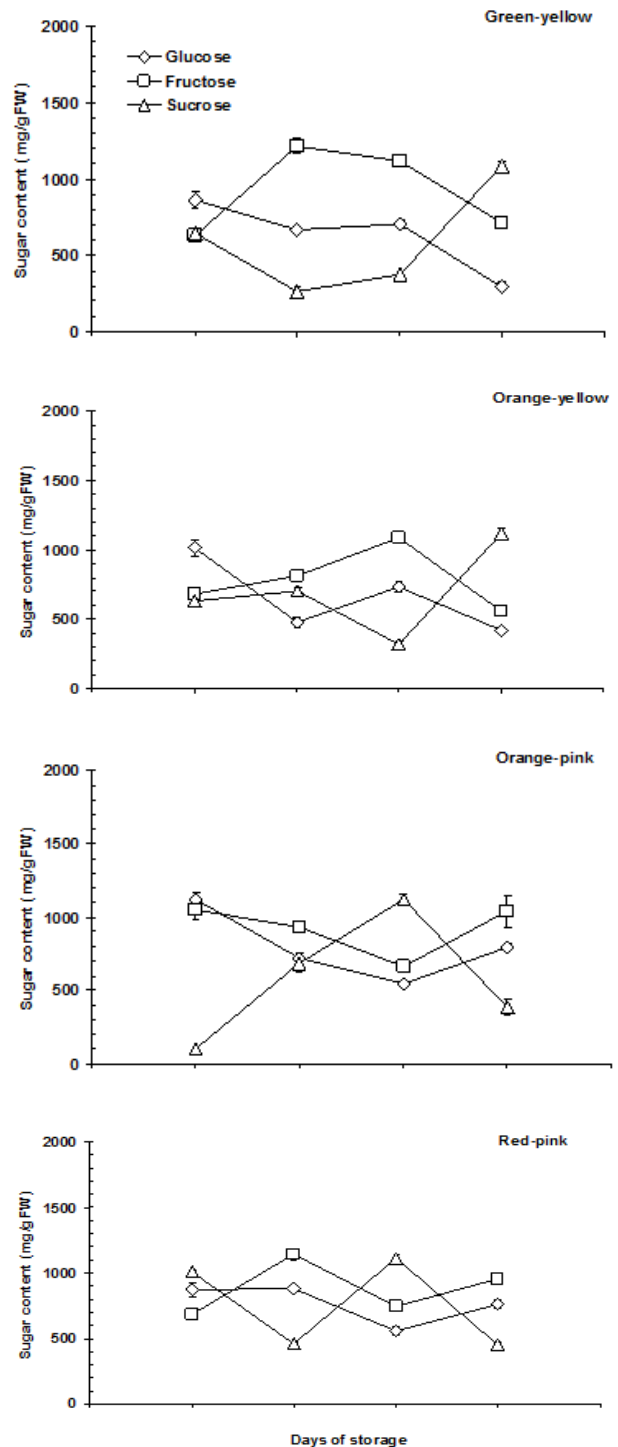 Green-yellow
2000
Glucose
Fructose
Sucrose
1500
1000
500
0
Sugar content ( mg/gFW)
Orange-yellow
2000
1500
1000
500
0
Sugar content (mg/gFW)
Orange-pink
2000
1500
1000
500
0
Sugar content ( mg/gFW)
Red-pink
2000
1500
1000
500
0
Sugar content (mg/gFW)
Days of storage